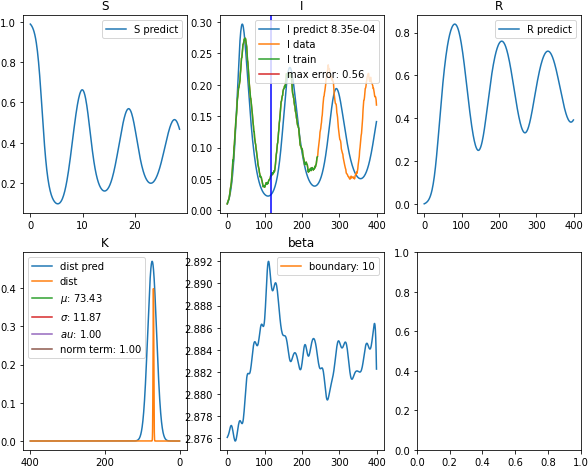 S
I
R
S predict
I predict 8.35e-04
I data
I train
max error: 0.56
R predict
1.0
0.8
0.6
0.4
0.2
0 10 20
0.30
0.25
0.20
0.15
0.10
0.05
0.00
0 100 200 300 400
0.8
0.6
0.4
0.2
0.0
0 100 200 300 400
K
beta
dist pred
dist
μ: 73.43
σ: 11.87
au: 1.00
norm term: 1.00
boundary: 10
0.4
0.3
0.2
0.1
0.0
400 200 0
2.892
2.890
2.888
2.886
2.884
2.882
2.880
2.878
2.876
0 100 200 300 400
1.0
0.8
0.6
0.4
0.2
0.0
0.0 0.2 0.4 0.6 0.8 1.0